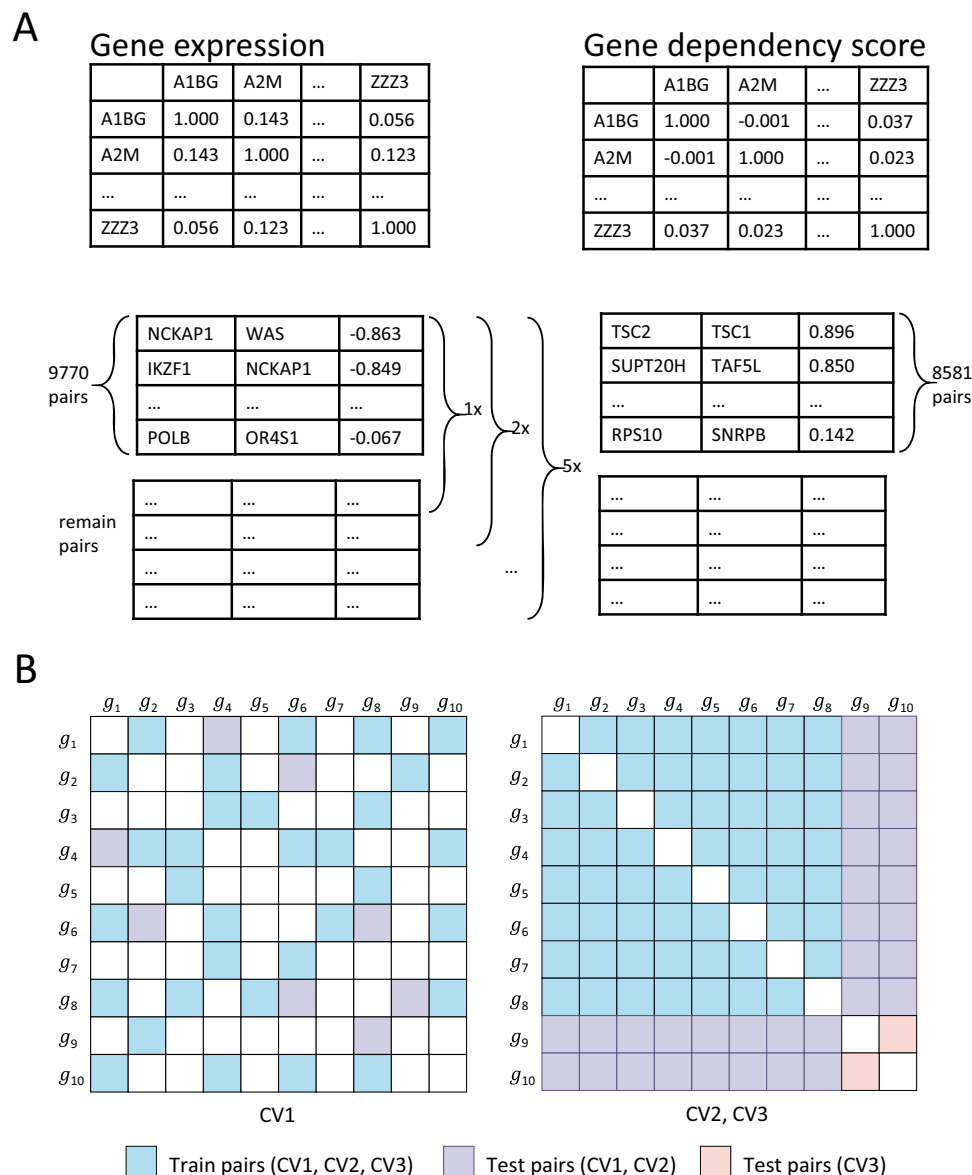 A
Gene expression
A1BG A2M ... ZZZ3
A1BG 1.000 0.143 ... 0.056
A2M 0.143 1.000 ... 0.123
... ... ... ... ...
ZZZ3 0.056 0.123 ... 1.000
Gene dependency score
A1BG A2M ... ZZZ3
A1BG 1.000 -0.001 ... 0.037
A2M -0.001 1.000 ... 0.023
... ... ... ... ...
ZZZ3 0.037 0.023 ... 1.000
9770
pairs
NCKAP1 WAS -0.863
IKZF1 NCKAP1 -0.849
... ... ...
POLB OR4S1 -0.067
remain
pairs
... ... ...
... ... ...
... ... ...
... ... ...
1x
2x
...
5x
TSC2 TSC1 0.896
SUPT20H TAF5L 0.850
... ... ...
RPS10 SNRPB 0.142
8581
pairs
... ... ...
... ... ...
... ... ...
... ... ...
B
g1 g2 g3 g4 g5 g6 g7 g8 g9 g10
g1
g2
g3
g4
g5
g6
g7
g8
g9
g10
CV1
g1 g2 g3 g4 g5 g6 g7 g8 g9 g10
g1
g2
g3
g4
g5
g6
g7
g8
g9
g10
CV2, CV3
Train pairs (CV1, CV2, CV3)
Test pairs (CV1, CV2)
Test pairs (CV3)